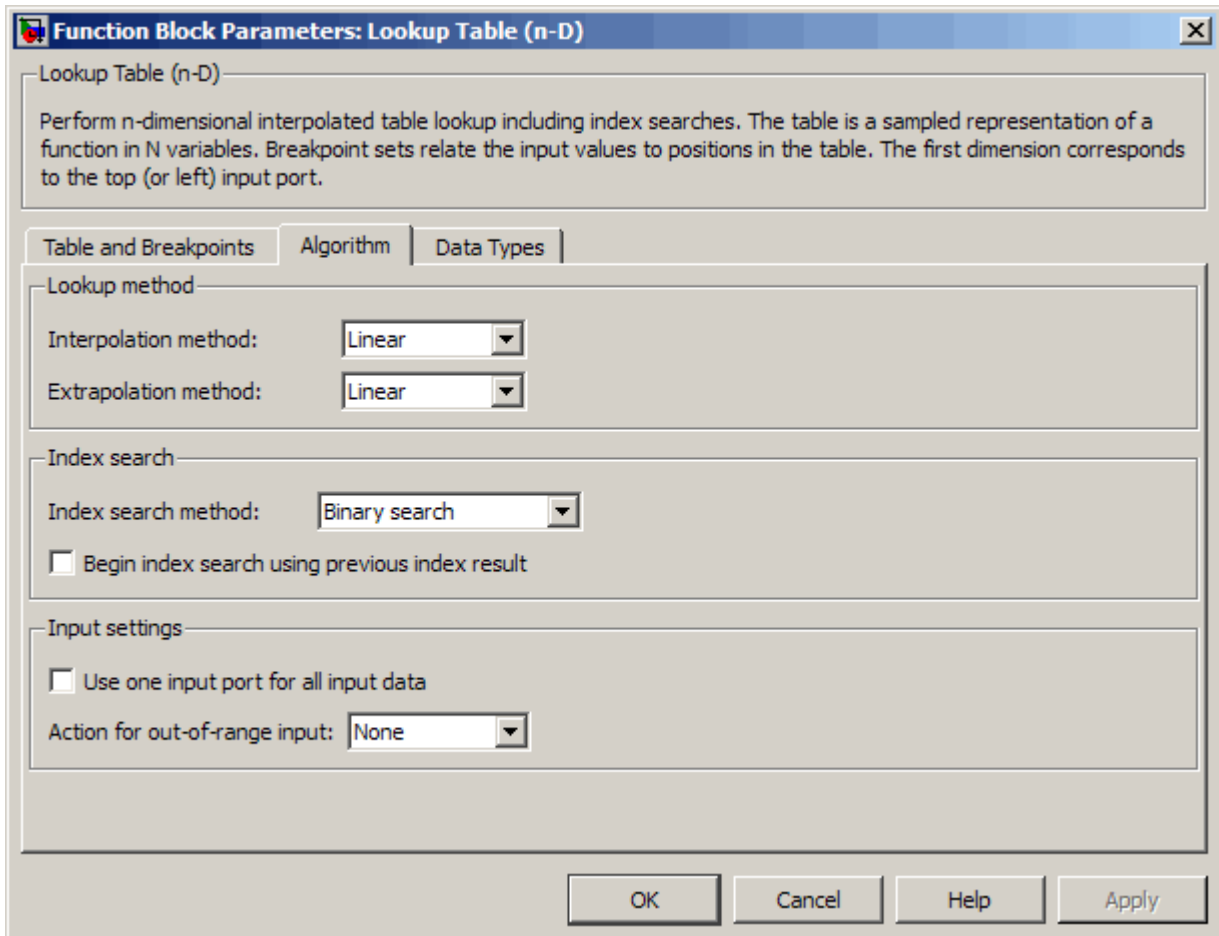 Function Block Parameters: Lookup Table (n-D)
Lookup Table (n-D)
Perform n-dimensional interpolated table lookup including index searches. The table is a sampled representation of a
function in N variables. Breakpoint sets relate the input values to positions in the table. The first dimension corresponds
to the top (or left) input port.
Table and Breakpoints Algorithm Data Types
Lookup method
Interpolation method: Linear
Extrapolation method: Linear
Index search
Index search method: Binary search
Begin index search using previous index result
Input settings
Use one input port for all input data
Action for out-of-range input: None
OK Cancel Help Apply